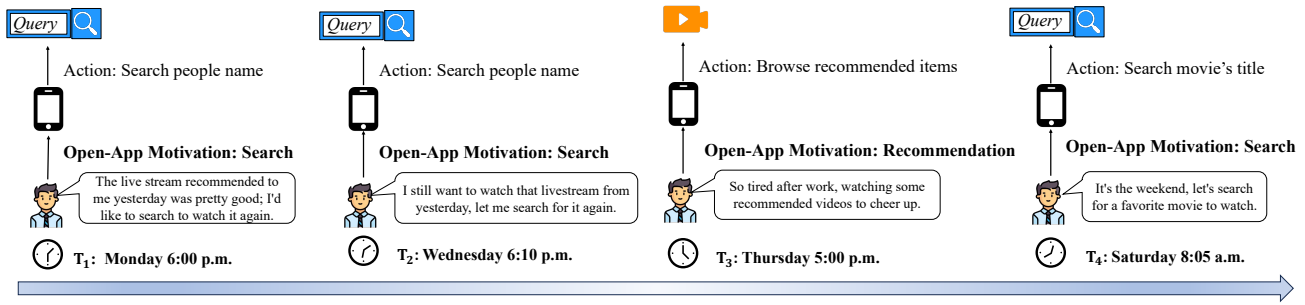 Query
Action: Search people name
Open-App Motivation: Search
The live stream recommended to
me yesterday was pretty good; I'd
like to search to watch it again.
T1: Monday 6:00 p.m.
Query
Action: Search people name
Open-App Motivation: Search
I still want to watch that livestream from
yesterday, let me search for it again.
T2: Wednesday 6:10 p.m.
Action: Browse recommended items
Open-App Motivation: Recommendation
So tired after work, watching some
recommended videos to cheer up.
T3: Thursday 5:00 p.m.
Query
Action: Search movie's title
Open-App Motivation: Search
It's the weekend, let's search
for a favorite movie to watch.
T4: Saturday 8:05 a.m.